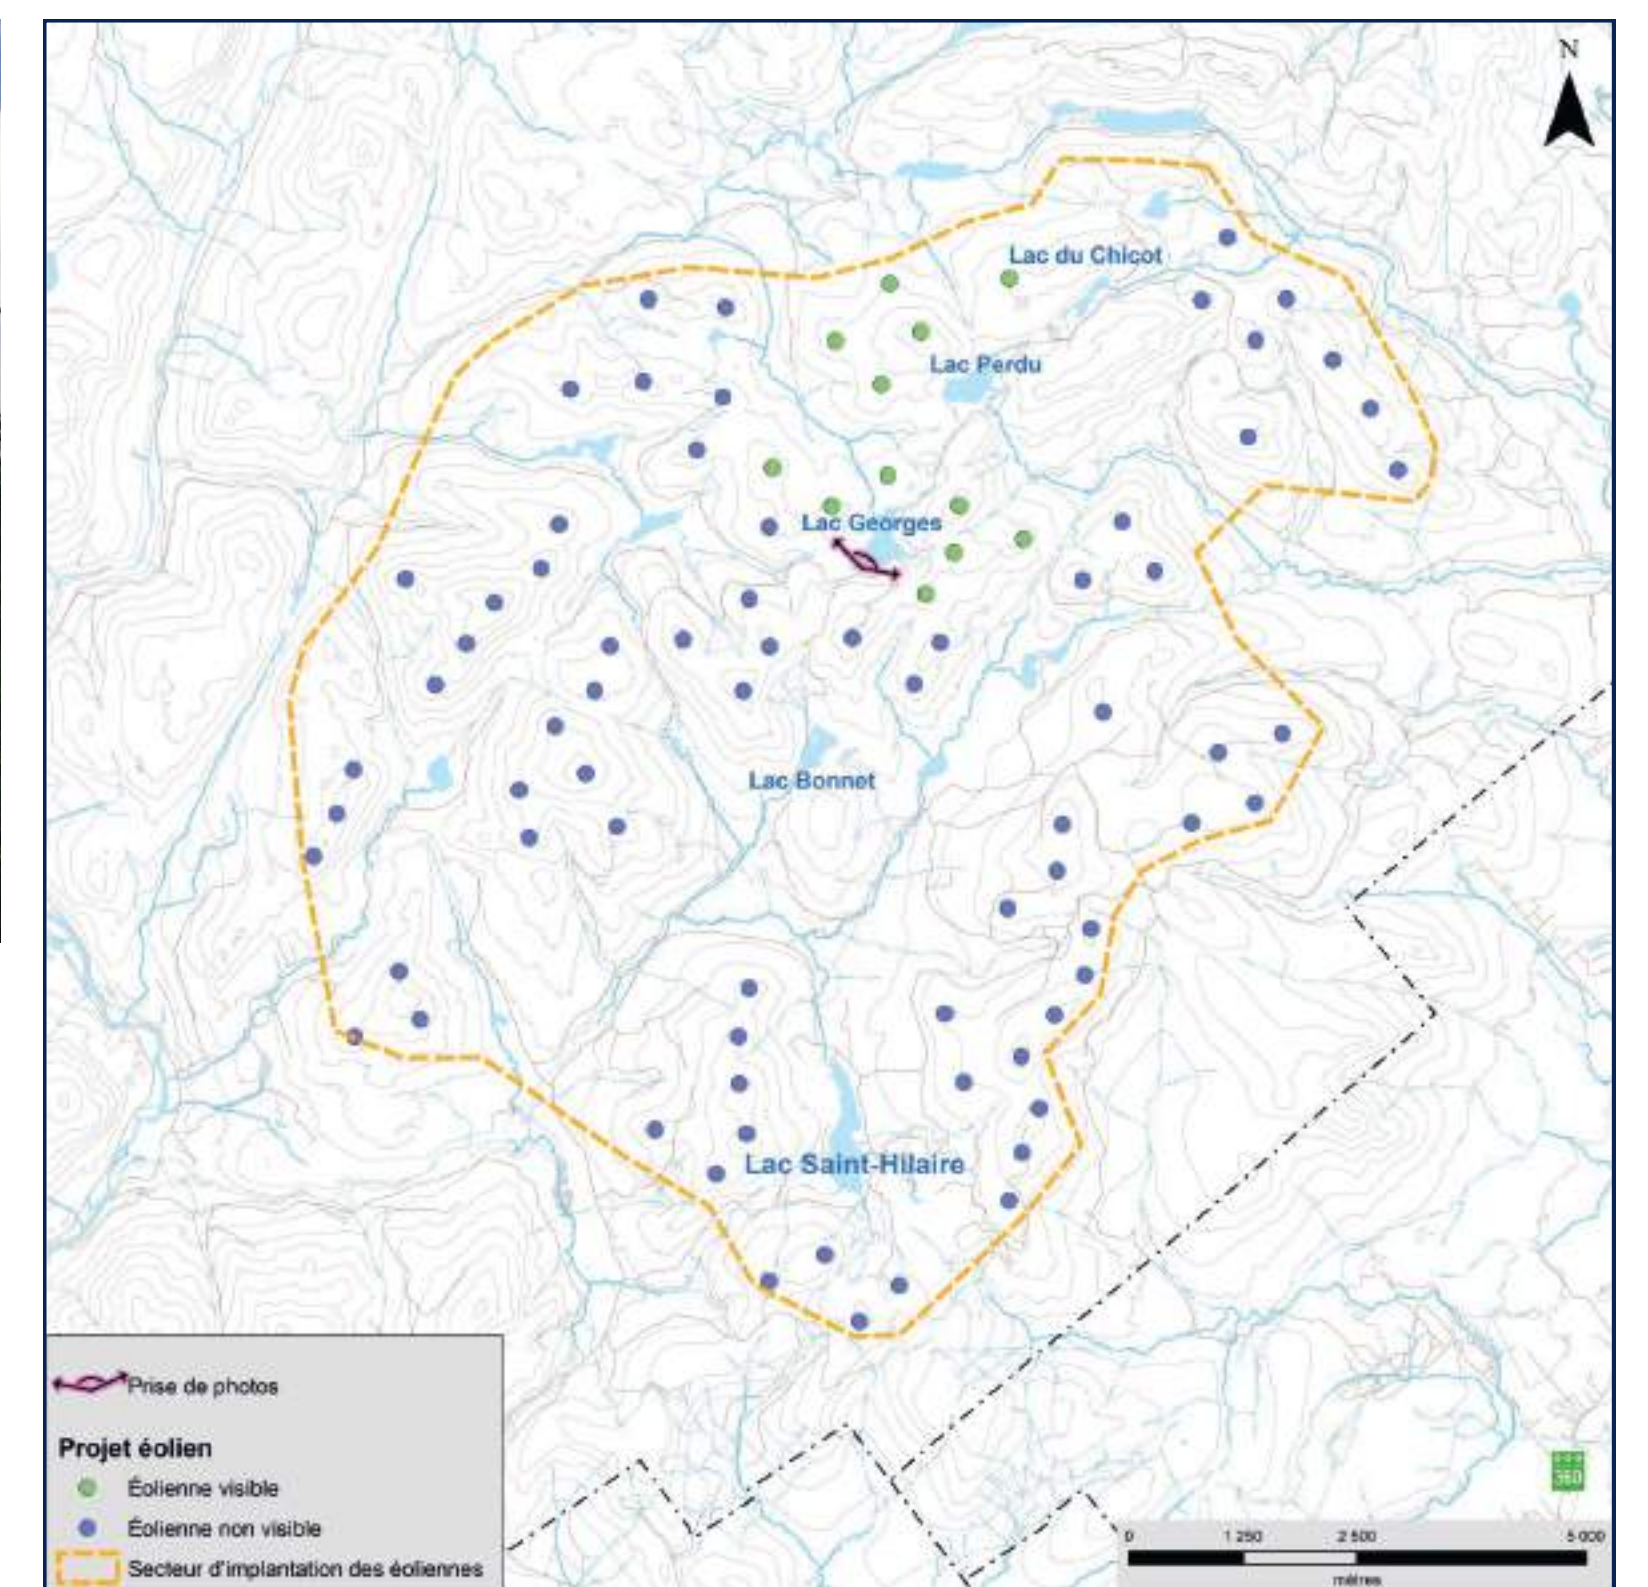 N
Lac du Chicot
Lac Perdu
Lac Georges
Lac Bonnet
Lac Saint-Hilaire
Prise de photos
Projet éolien
Éolienne visible
Éolienne non visible
Secteur d'implantation des éoliennes
360
0 1 250 2 500 5 000
mètres